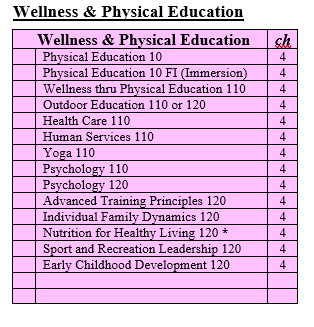 Wellness & Physical Education
Wellness & Physical Education ch
Physical Education 10 4
Physical Education 10 FI (Immersion) 4
Wellness thru Physical Education 110 4
Outdoor Education 110 or 120 4
Health Care 110 4
Human Services 110 4
Yoga 110 4
Psychology 110 4
Psychology 120 4
Advanced Training Principles 120 4
Individual Family Dynamics 120 4
Nutrition for Healthy Living 120 * 4
Sport and Recreation Leadership 120 4
Early Childhood Development 120 4